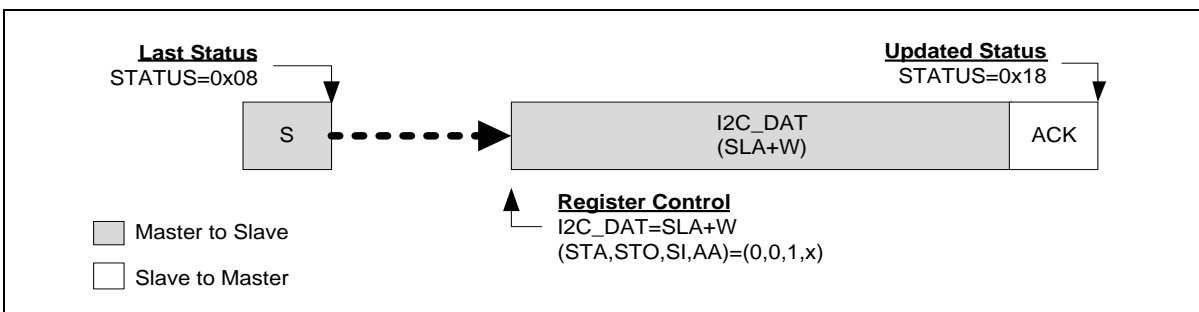 Last Status
STATUS=0x08
Updated Status
STATUS=0x18
S
I2C_DAT
(SLA+W)
ACK
Register Control
I2C_DAT=SLA+W
(STA,STO,SI,AA)=(0,0,1,x)
Master to Slave
Slave to Master